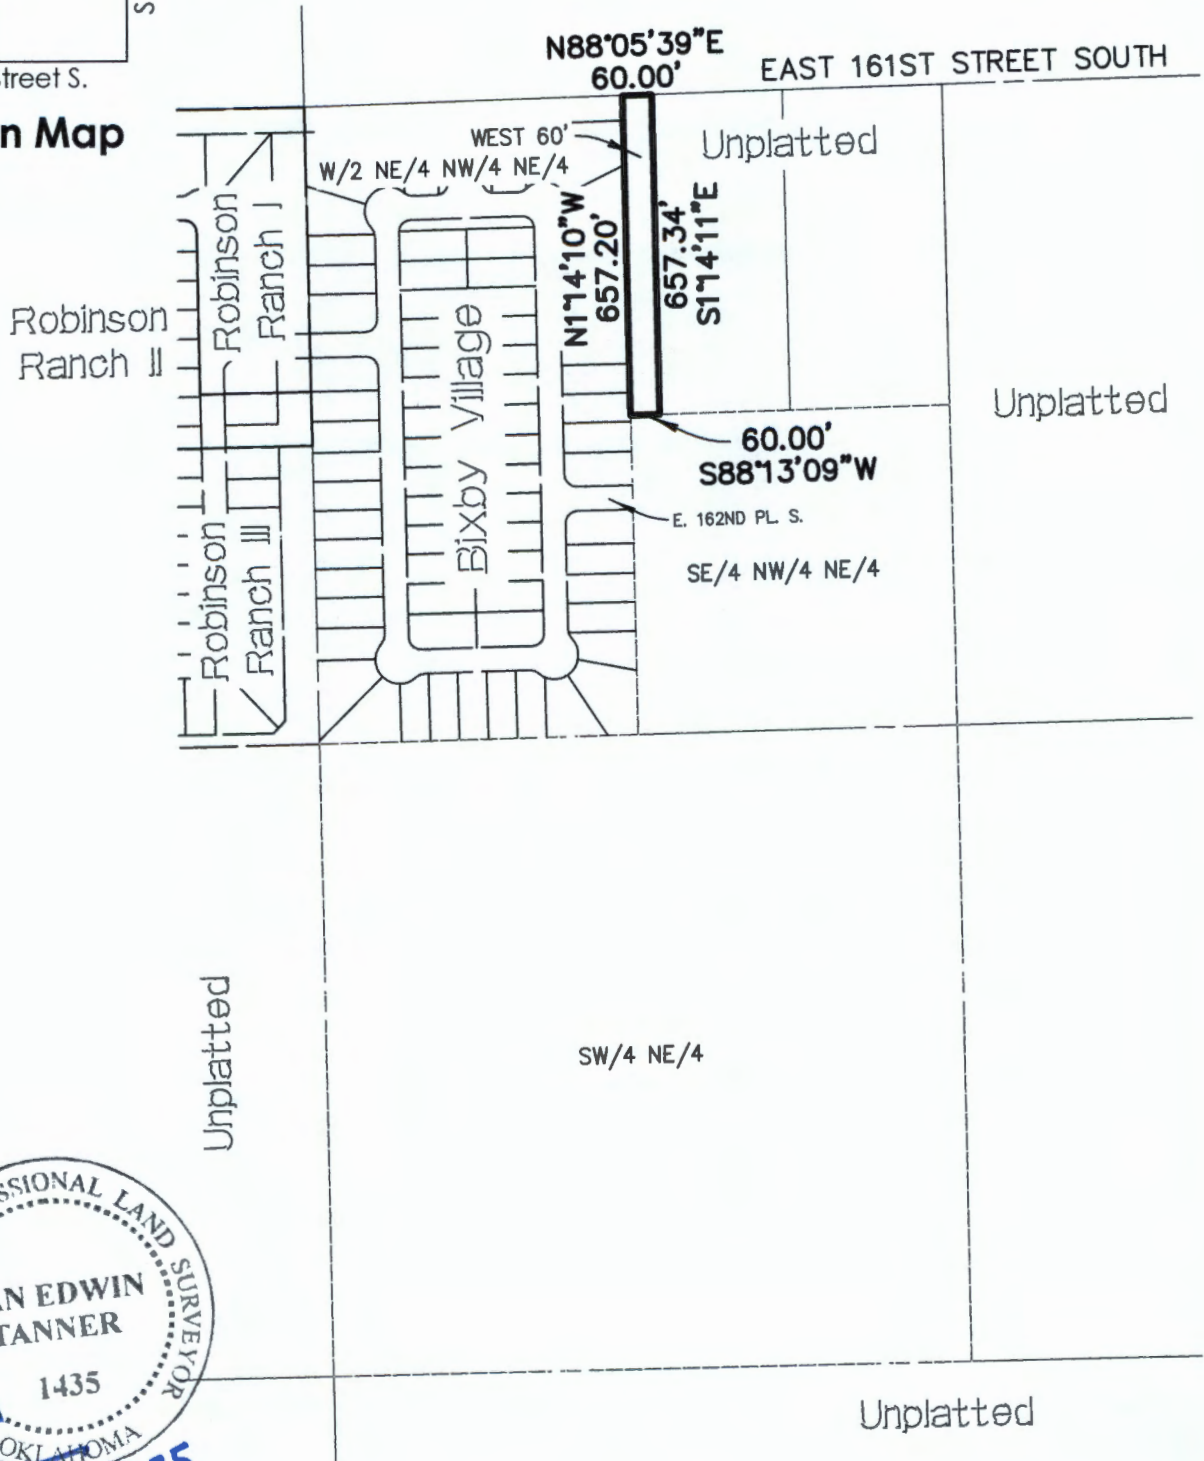 Street S.
n Map
N88°05'39"E
60.00'
EAST 161ST STREET SOUTH
WEST 60'
Unplatted
W/2 NE/4 NW/4 NE/4
N1°14'10"W
657.20'
657.34'
S1°14'11"E
Robinson
Ranch I
Robinson
Ranch II
Bixby Village
Unplatted
60.00'
S88°13'09"W
E. 162ND PL. S.
Robinson
Ranch III
SE/4 NW/4 NE/4
Unplatted
SW/4 NE/4
SSIONAL LAND SURVEYOR
AN EDWIN
TANNER
1435
OKLAHOMA
Unplatted